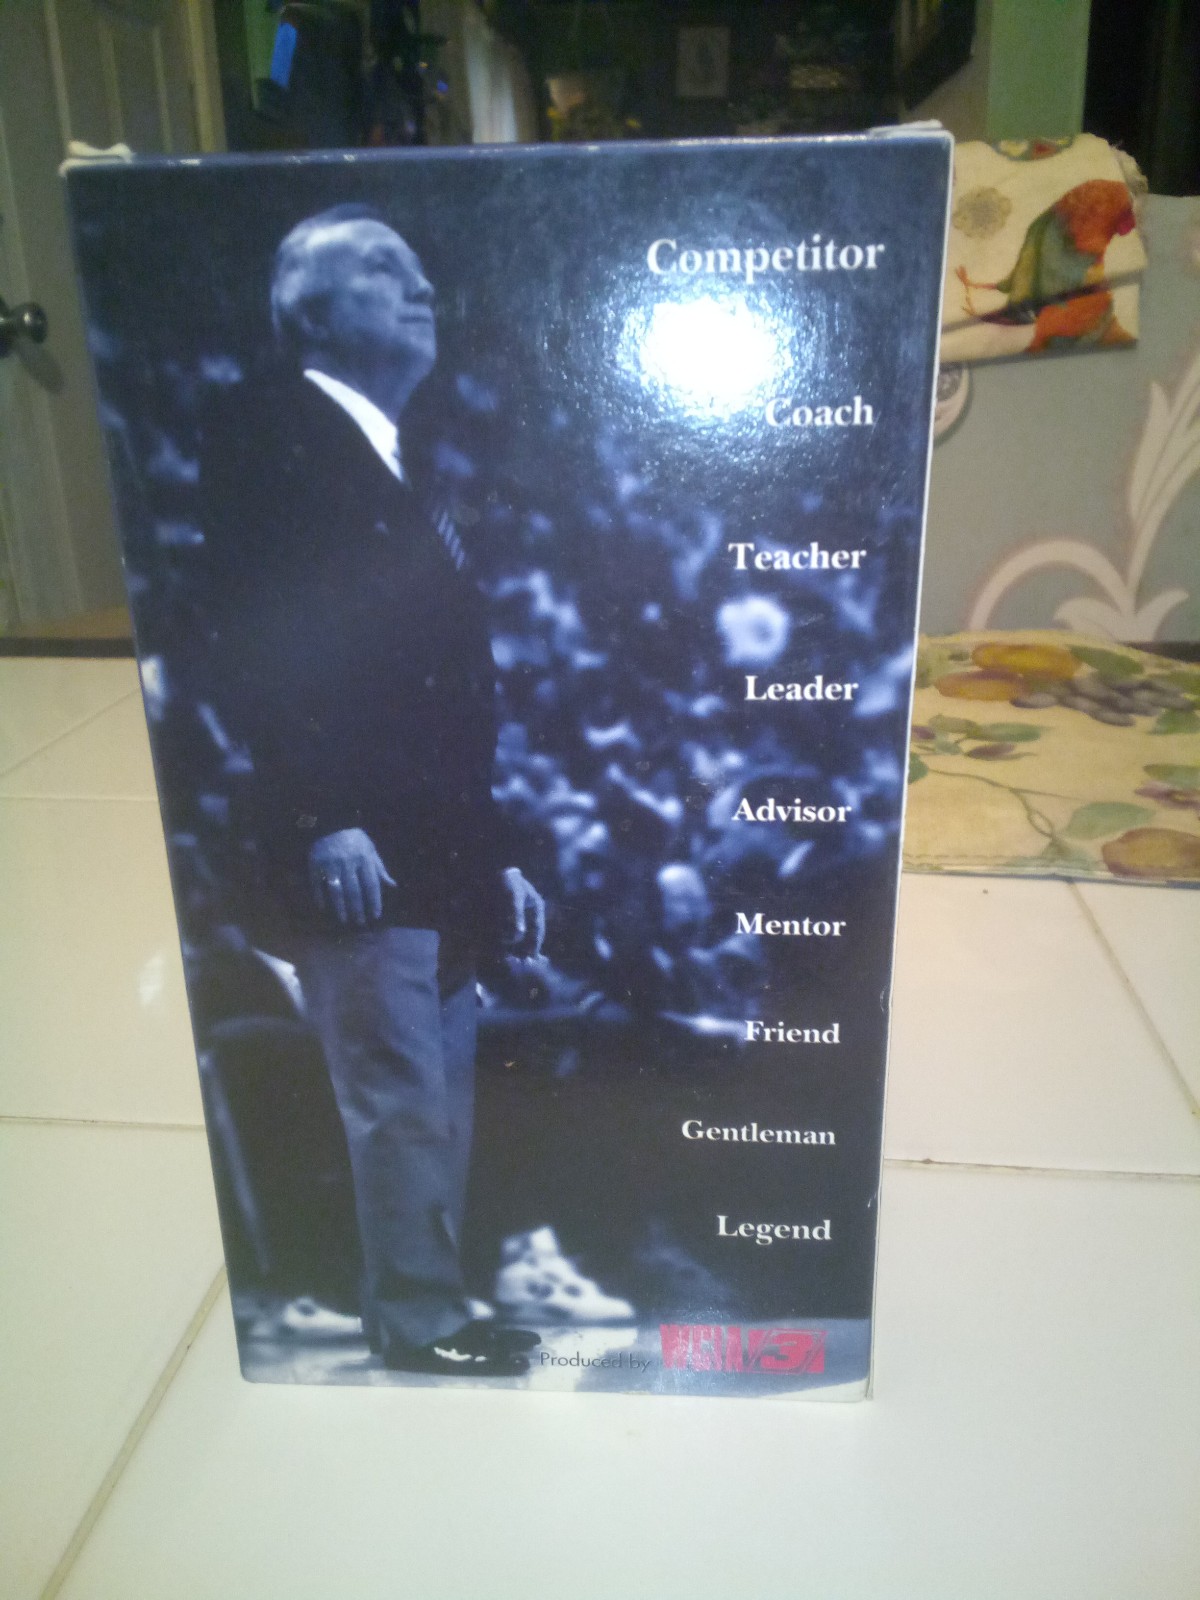 Competitor
Coach
Teacher
Leader
Advisor
Mentor
Friend
Gentleman
Legend
Produced by